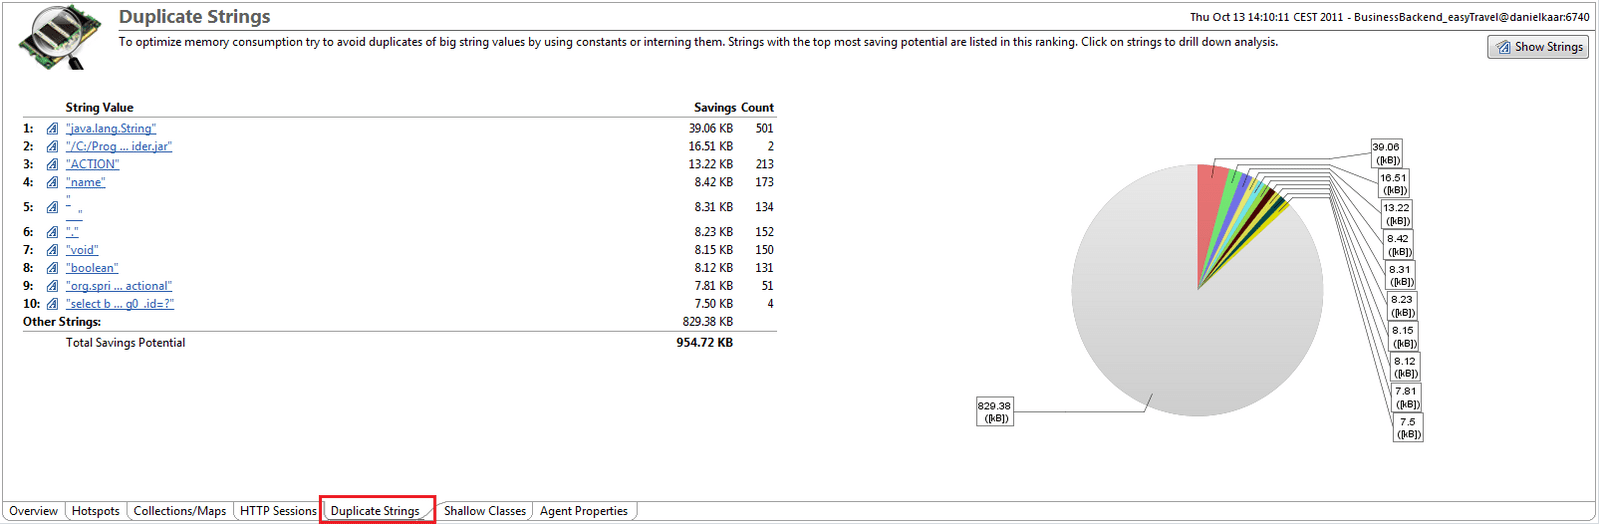 Duplicate Strings
Thu Oct 13 14:10:11 CEST 2011 - BusinessBackend_easyTravel@danielkaar:6740
To optimize memory consumption try to avoid duplicates of big string values by using constants or interning them. Strings with the top most saving potential are listed in this ranking. Click on strings to drill down analysis.
Show Strings
String Value Savings Count
1: "java.lang.String" 39.06 KB 501
2: "/C:/Prog ... ider.jar" 16.51 KB 2
3: "ACTION" 13.22 KB 213
4: "name" 8.42 KB 173
5: " " 8.31 KB 134
6: "." 8.23 KB 152
7: "void" 8.15 KB 150
8: "boolean" 8.12 KB 131
9: "org.spri ... actional" 7.81 KB 51
10: "select b ... g0_.id=?" 7.50 KB 4
Other Strings: 829.38 KB
Total Savings Potential 954.72 KB
39.06
([kB])
16.51
([kB])
13.22
([kB])
8.42
([kB])
8.31
([kB])
8.23
([kB])
8.15
([kB])
8.12
([kB])
7.81
([kB])
7.5
([kB])
829.38
([kB])
Overview Hotspots Collections/Maps HTTP Sessions Duplicate Strings Shallow Classes Agent Properties